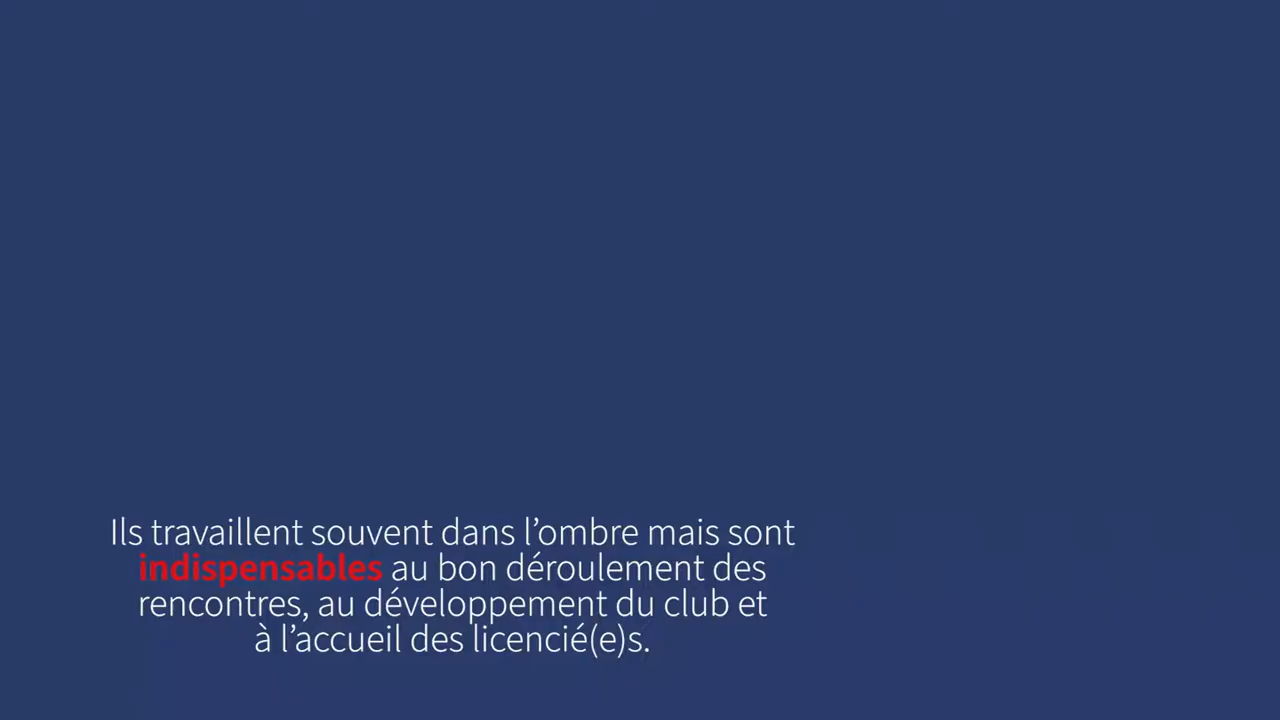 Ils travaillent souvent dans l’ombre mais sont
indispensables au bon déroulement des
rencontres, au développement du club et
à l’accueil des licencié(e)s.